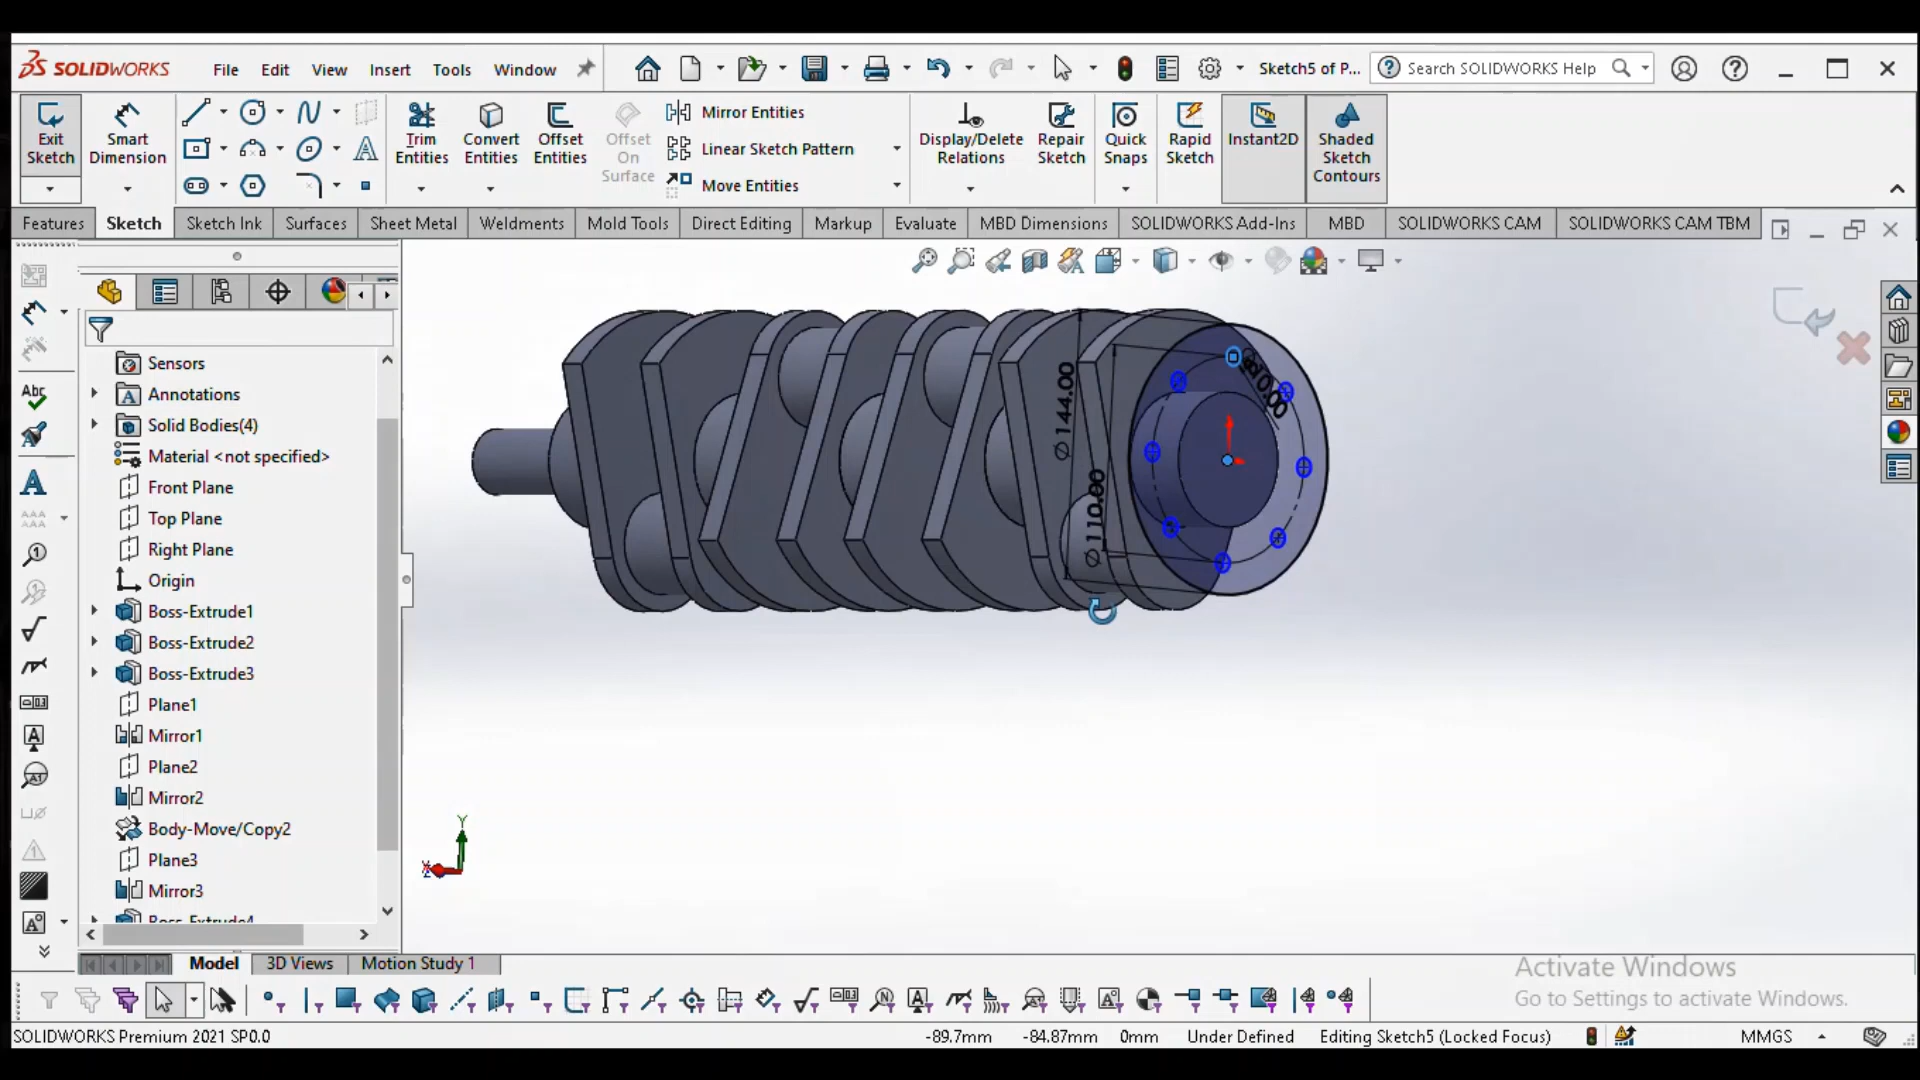 SOLIDWORKS
File
Edit
View
Insert
Tools
Window
Sketch5 of P...
Search SOLIDWORKS Help
Exit Sketch
Smart Dimension
Trim Entities
Convert Entities
Offset Entities
Offset On Surface
Mirror Entities
Linear Sketch Pattern
Move Entities
Display/Delete Relations
Repair Sketch
Quick Snaps
Rapid Sketch
Instant2D
Shaded Sketch Contours
Features
Sketch
Sketch Ink
Surfaces
Sheet Metal
Weldments
Mold Tools
Direct Editing
Markup
Evaluate
MBD Dimensions
SOLIDWORKS Add-Ins
MBD
SOLIDWORKS CAM
SOLIDWORKS CAM TBM
Sensors
Annotations
Solid Bodies(4)
Material <not specified>
Front Plane
Top Plane
Right Plane
Origin
Boss-Extrude1
Boss-Extrude2
Boss-Extrude3
Plane1
Mirror1
Plane2
Mirror2
Body-Move/Copy2
Plane3
Mirror3
Boss-Extrude4
Ø144.00
Ø110.00
Y
Model
3D Views
Motion Study 1
Activate Windows
Go to Settings to activate Windows.
SOLIDWORKS Premium 2021 SP0.0
-89.7mm
-84.87mm
0mm
Under Defined
Editing Sketch5 (Locked Focus)
MMGS